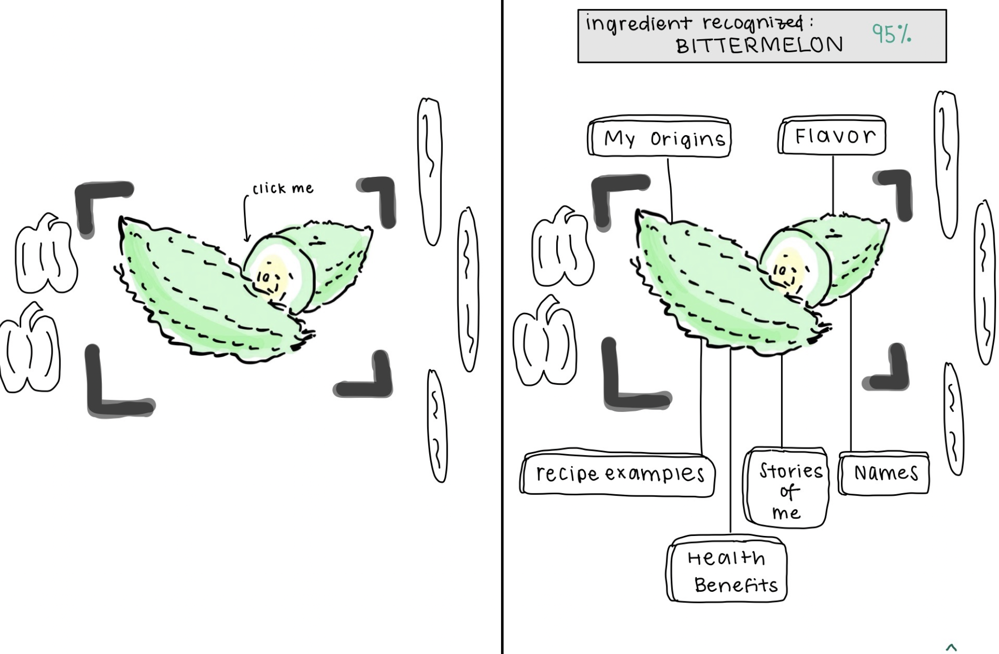 click me
ingredient recognized:
BITTERMELON
95%
My Origins
Flavor
recipe examples
Stories
of
me
Names
Health
Benefits